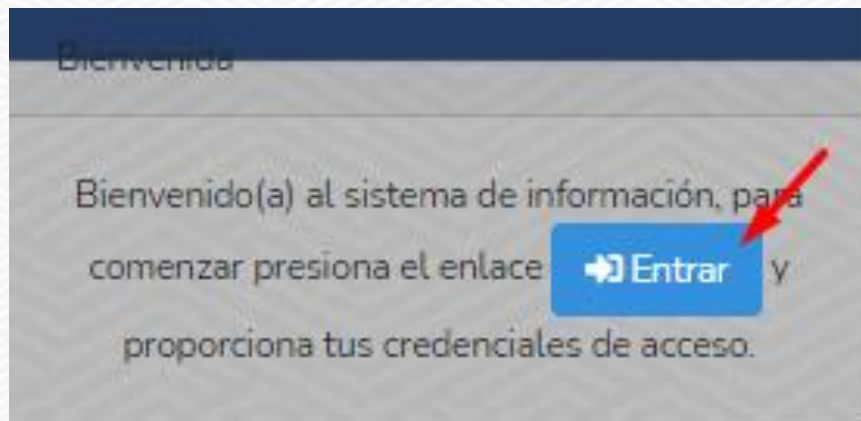 Bienvenida
Bienvenido(a) al sistema de información, para
comenzar presiona el enlace Entrar y
proporciona tus credenciales de acceso.